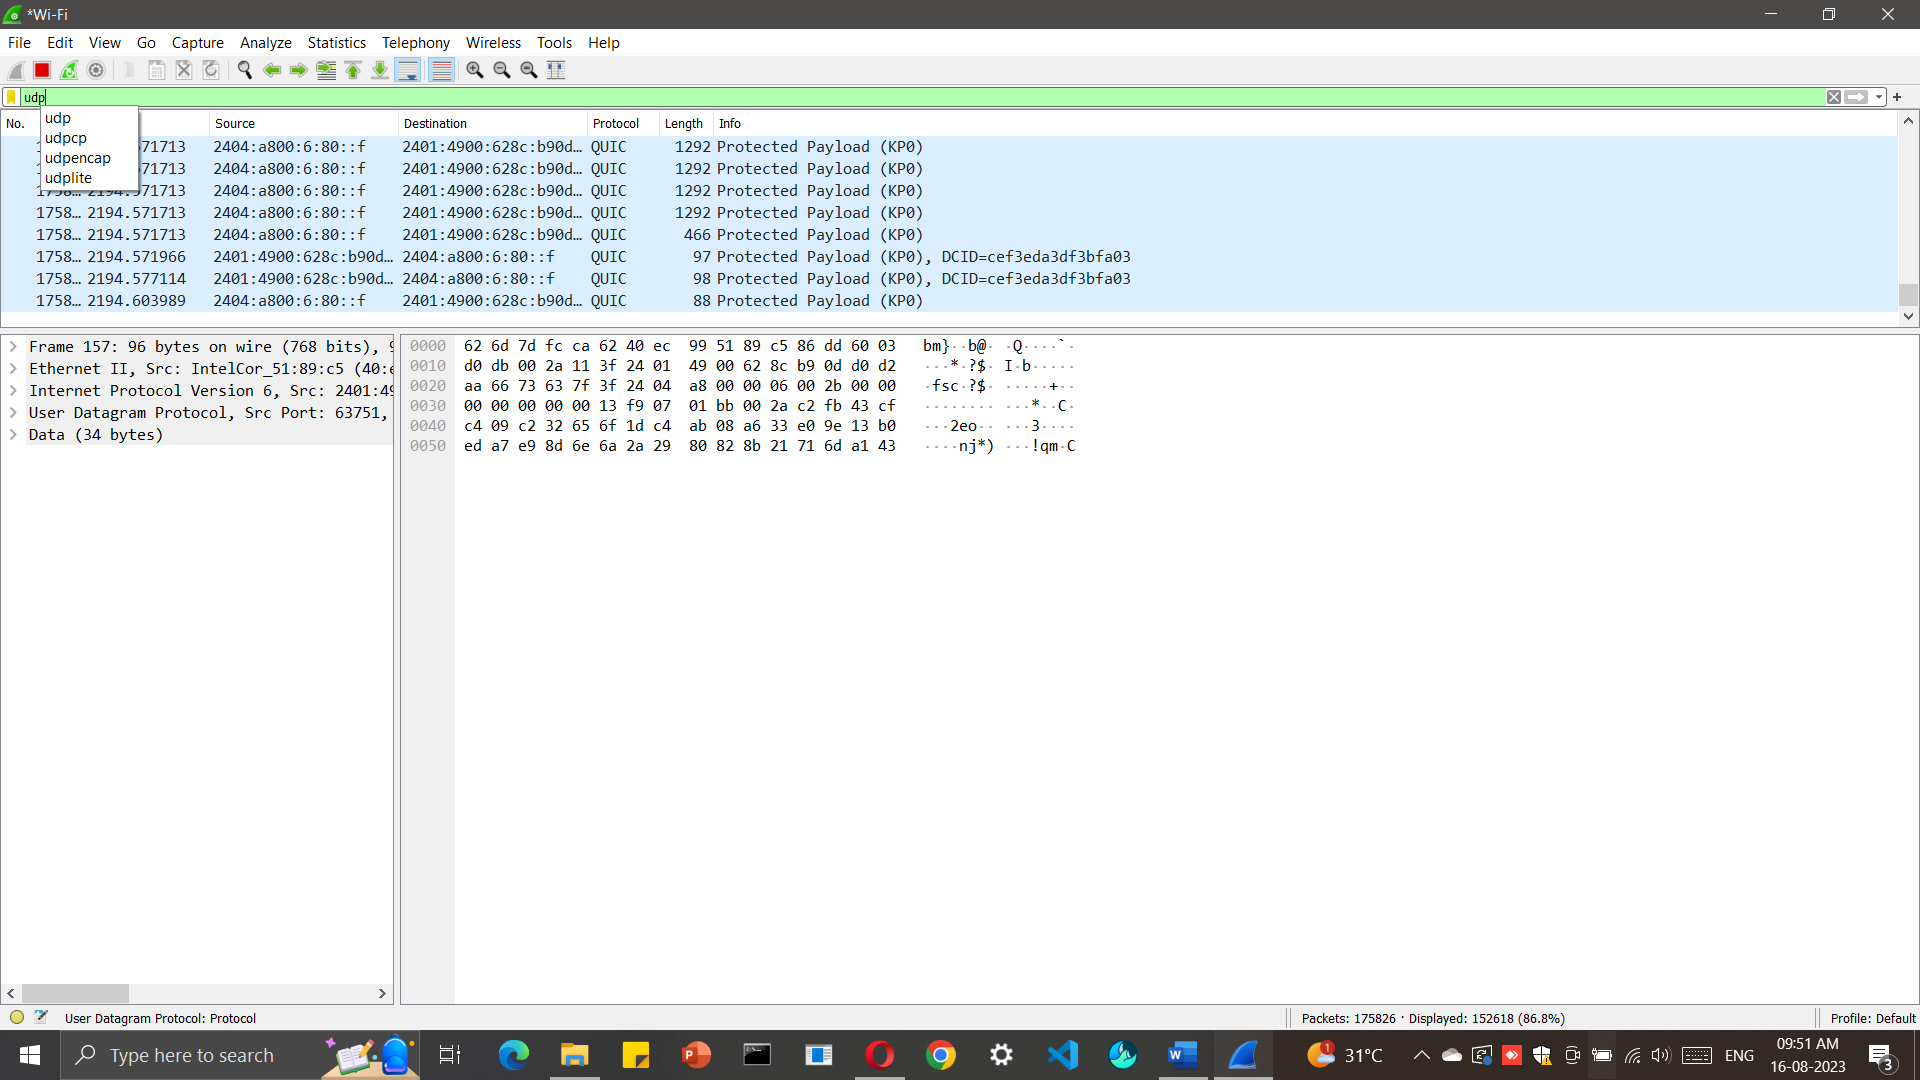 *Wi-Fi
File Edit View Go Capture Analyze Statistics Telephony Wireless Tools Help
udp
udp
udpcp
udpencap
udplite
No. Source Destination Protocol Length Info
571713 2404:a800:6:80::f 2401:4900:628c:b90d… QUIC 1292 Protected Payload (KP0)
571713 2404:a800:6:80::f 2401:4900:628c:b90d… QUIC 1292 Protected Payload (KP0)
1758… 2194.571713 2404:a800:6:80::f 2401:4900:628c:b90d… QUIC 1292 Protected Payload (KP0)
1758… 2194.571713 2404:a800:6:80::f 2401:4900:628c:b90d… QUIC 1292 Protected Payload (KP0)
1758… 2194.571713 2404:a800:6:80::f 2401:4900:628c:b90d… QUIC 466 Protected Payload (KP0)
1758… 2194.571966 2401:4900:628c:b90d… 2404:a800:6:80::f QUIC 97 Protected Payload (KP0), DCID=cef3eda3df3bfa03
1758… 2194.577114 2401:4900:628c:b90d… 2404:a800:6:80::f QUIC 98 Protected Payload (KP0), DCID=cef3eda3df3bfa03
1758… 2194.603989 2404:a800:6:80::f 2401:4900:628c:b90d… QUIC 88 Protected Payload (KP0)
Frame 157: 96 bytes on wire (768 bits), 9
Ethernet II, Src: IntelCor_51:89:c5 (40:e
Internet Protocol Version 6, Src: 2401:49
User Datagram Protocol, Src Port: 63751,
Data (34 bytes)
0000 62 6d 7d fc ca 62 40 ec 99 51 89 c5 86 dd 60 03 bm}··b@· ·Q····`·
0010 d0 db 00 2a 11 3f 24 01 49 00 62 8c b9 0d d0 d2 ···*·?$· I·b·····
0020 aa 66 73 63 7f 3f 24 04 a8 00 00 06 00 2b 00 00 ·fsc·?$· ·····+··
0030 00 00 00 00 00 13 f9 07 01 bb 00 2a c2 fb 43 cf ········ ···*··C·
0040 c4 09 c2 32 65 6f 1d c4 ab 08 a6 33 e0 9e 13 b0 ···2eo·· ···3····
0050 ed a7 e9 8d 6e 6a 2a 29 80 82 8b 21 71 6d a1 43 ····nj*) ···!qm·C
User Datagram Protocol: Protocol
Packets: 175826 · Displayed: 152618 (86.8%)
Profile: Default
Type here to search
1
31°C
ENG
09:51 AM
16-08-2023
3